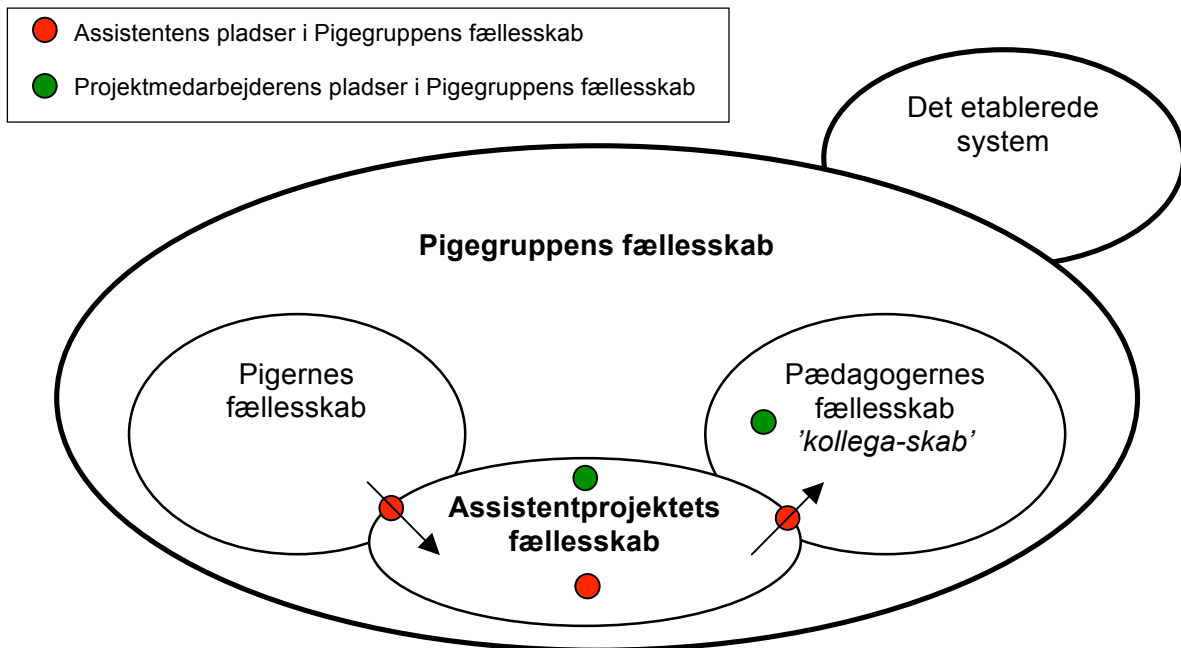 Assistentens pladser i Pigegruppens fællesskab
Projektmedarbejderens pladser i Pigegruppens fællesskab
Det etablerede
system
Pigegruppens fællesskab
Pigernes
fællesskab
Pædagogernes
fællesskab
’kollega-skab’
Assistentprojektets
fællesskab